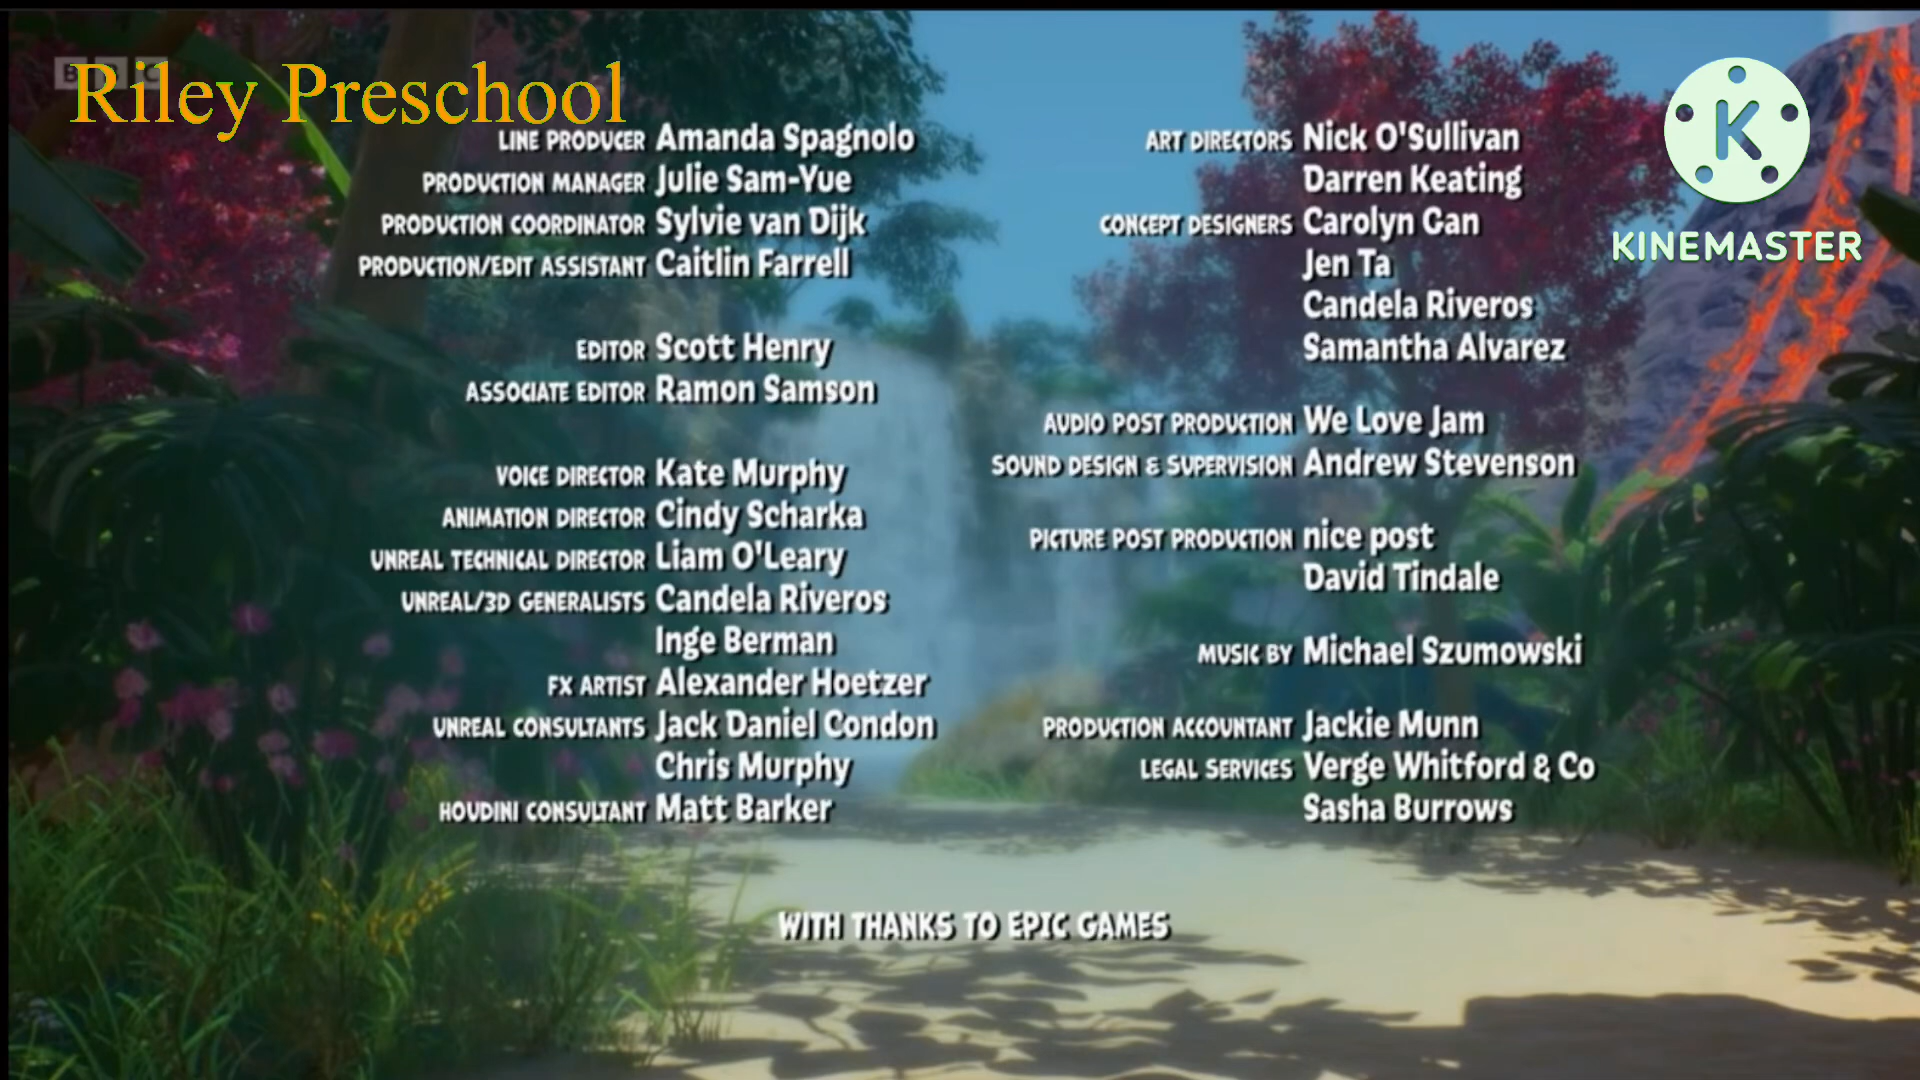 Riley Preschool
LINE PRODUCER Amanda Spagnolo
PRODUCTION MANAGER Julie Sam-Yue
PRODUCTION COORDINATOR Sylvie van Dijk
PRODUCTION/EDIT ASSISTANT Caitlin Farrell
EDITOR Scott Henry
ASSOCIATE EDITOR Ramon Samson
VOICE DIRECTOR Kate Murphy
ANIMATION DIRECTOR Cindy Scharka
UNREAL TECHNICAL DIRECTOR Liam O'Leary
UNREAL/3D GENERALISTS Candela Riveros
Inge Berman
FX ARTIST Alexander Hoetzer
UNREAL CONSULTANTS Jack Daniel Condon
Chris Murphy
HOUDINI CONSULTANT Matt Barker
ART DIRECTORS Nick O'Sullivan
Darren Keating
CONCEPT DESIGNERS Carolyn Gan
Jen Ta
Candela Riveros
Samantha Alvarez
AUDIO POST PRODUCTION We Love Jam
SOUND DESIGN & SUPERVISION Andrew Stevenson
PICTURE POST PRODUCTION nice post
David Tindale
MUSIC BY Michael Szumowski
PRODUCTION ACCOUNTANT Jackie Munn
LEGAL SERVICES Verge Whitford & Co
Sasha Burrows
WITH THANKS TO EPIC GAMES
K
KINEMASTER